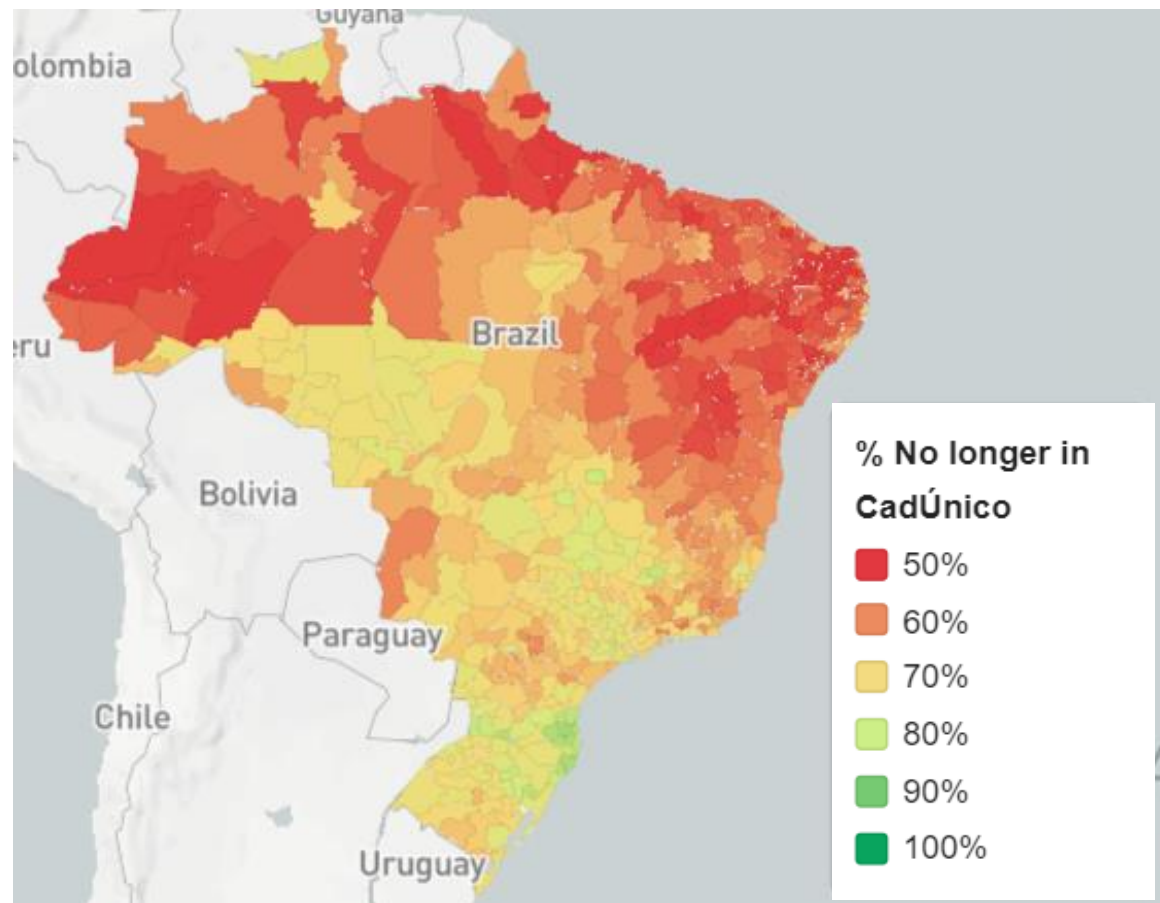 Guyana
olombia
Brazil
eru
Bolivia
Paraguay
Chile
Uruguay
% No longer in
CadÚnico
50%
60%
70%
80%
90%
100%